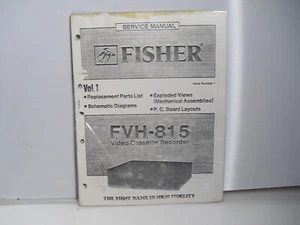 SERVICE MANUAL
FISHER
Vol.1
• Replacement Parts List
• Schematic Diagrams
• Exploded Views
(Mechanical Assemblies)
• P. C. Board Layouts
FVH-815
Video Cassette Recorder
THE FIRST NAME IN HIGH FIDELITY